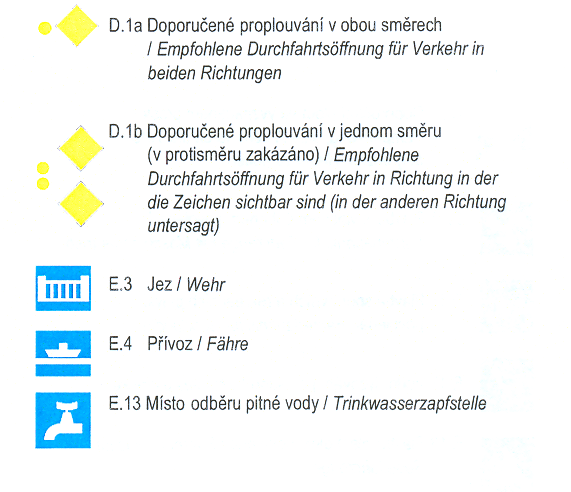 D.1a Doporučené proplouvání v obou směrech
/ Empfohlene Durchfahrtsöffnung für Verkehr in
beiden Richtungen
D.1b Doporučené proplouvání v jednom směru
(v protisměru zakázáno) / Empfohlene
Durchfahrtsöffnung für Verkehr in Richtung in der
die Zeichen sichtbar sind (in der anderen Richtung
untersagt)
E.3 Jez / Wehr
E.4 Přívoz / Fähre
E.13 Místo odběru pitné vody / Trinkwasserzapfstelle